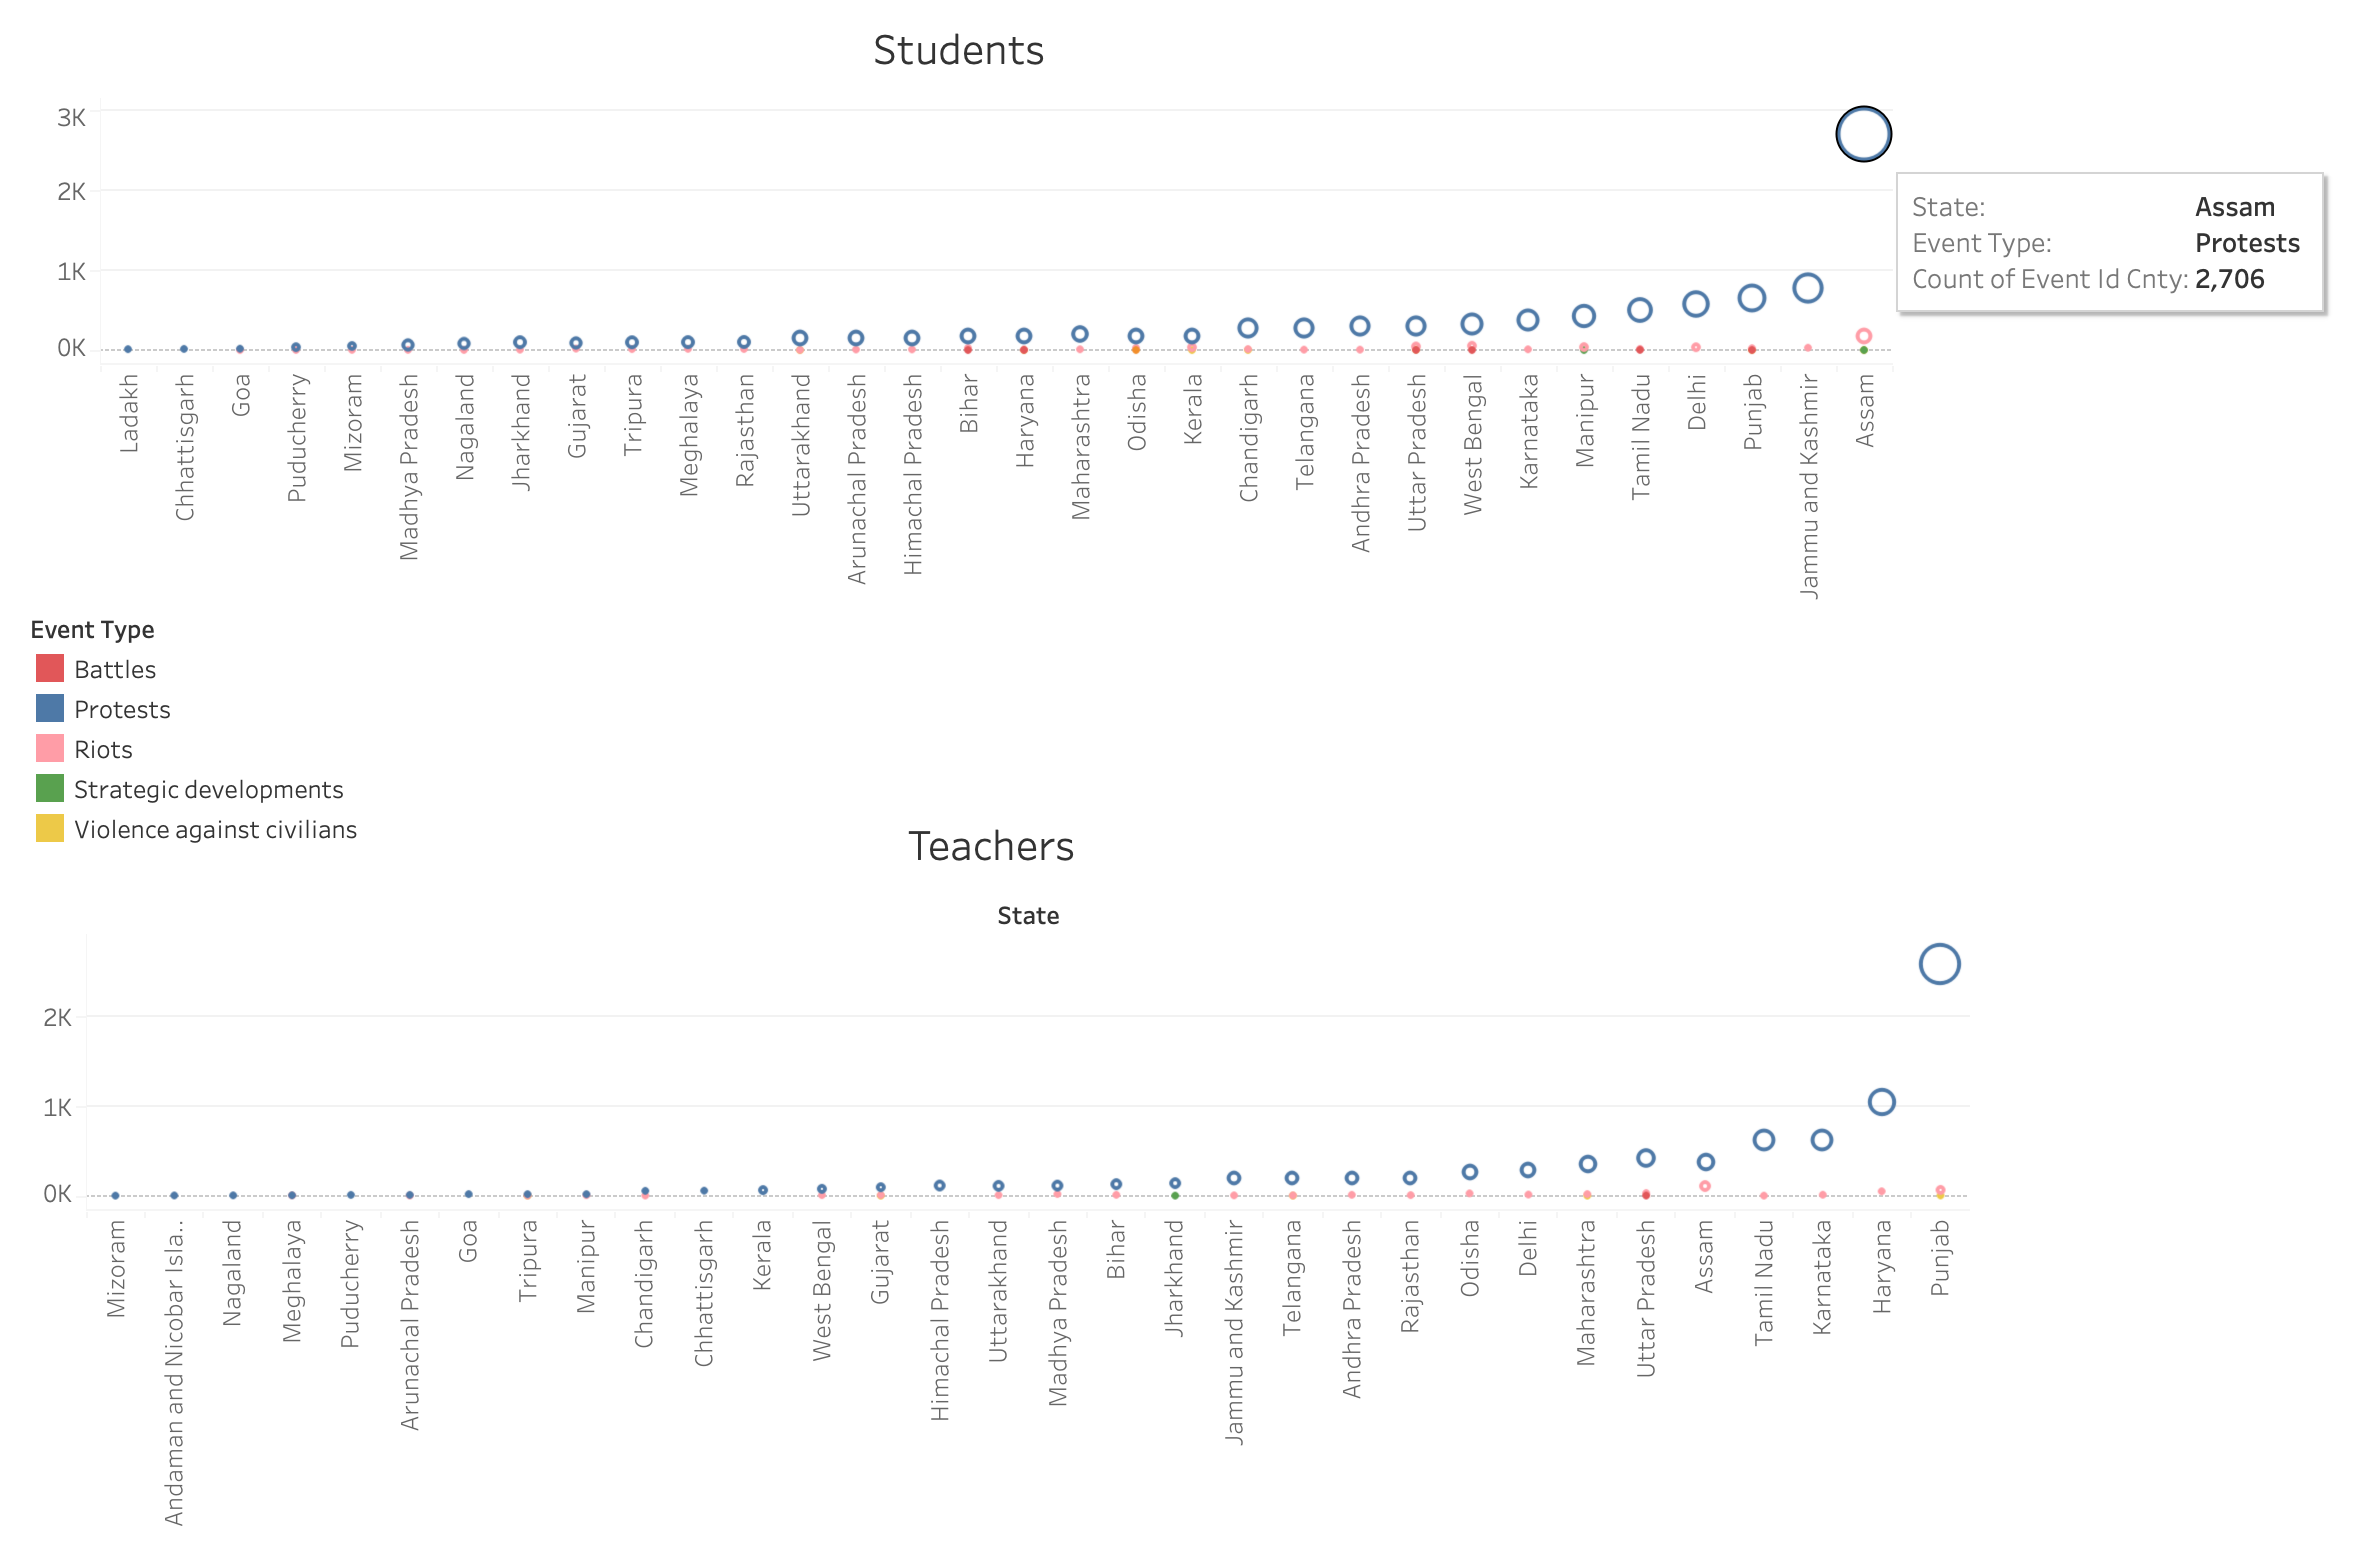 Students
3K
2K
1K
0K
State: Assam
Event Type: Protests
Count of Event Id Cnty: 2,706
Ladakh
Chhattisgarh
Goa
Puducherry
Mizoram
Madhya Pradesh
Nagaland
Jharkhand
Gujarat
Tripura
Meghalaya
Rajasthan
Uttarakhand
Arunachal Pradesh
Himachal Pradesh
Bihar
Haryana
Maharashtra
Odisha
Kerala
Chandigarh
Telangana
Andhra Pradesh
Uttar Pradesh
West Bengal
Karnataka
Manipur
Tamil Nadu
Delhi
Punjab
Jammu and Kashmir
Assam
Event Type
Battles
Protests
Riots
Strategic developments
Violence against civilians
Teachers
State
2K
1K
0K
Mizoram
Andaman and Nicobar Isla..
Nagaland
Meghalaya
Puducherry
Arunachal Pradesh
Goa
Tripura
Manipur
Chandigarh
Chhattisgarh
Kerala
West Bengal
Gujarat
Himachal Pradesh
Uttarakhand
Madhya Pradesh
Bihar
Jharkhand
Jammu and Kashmir
Telangana
Andhra Pradesh
Rajasthan
Odisha
Delhi
Maharashtra
Uttar Pradesh
Assam
Tamil Nadu
Karnataka
Haryana
Punjab